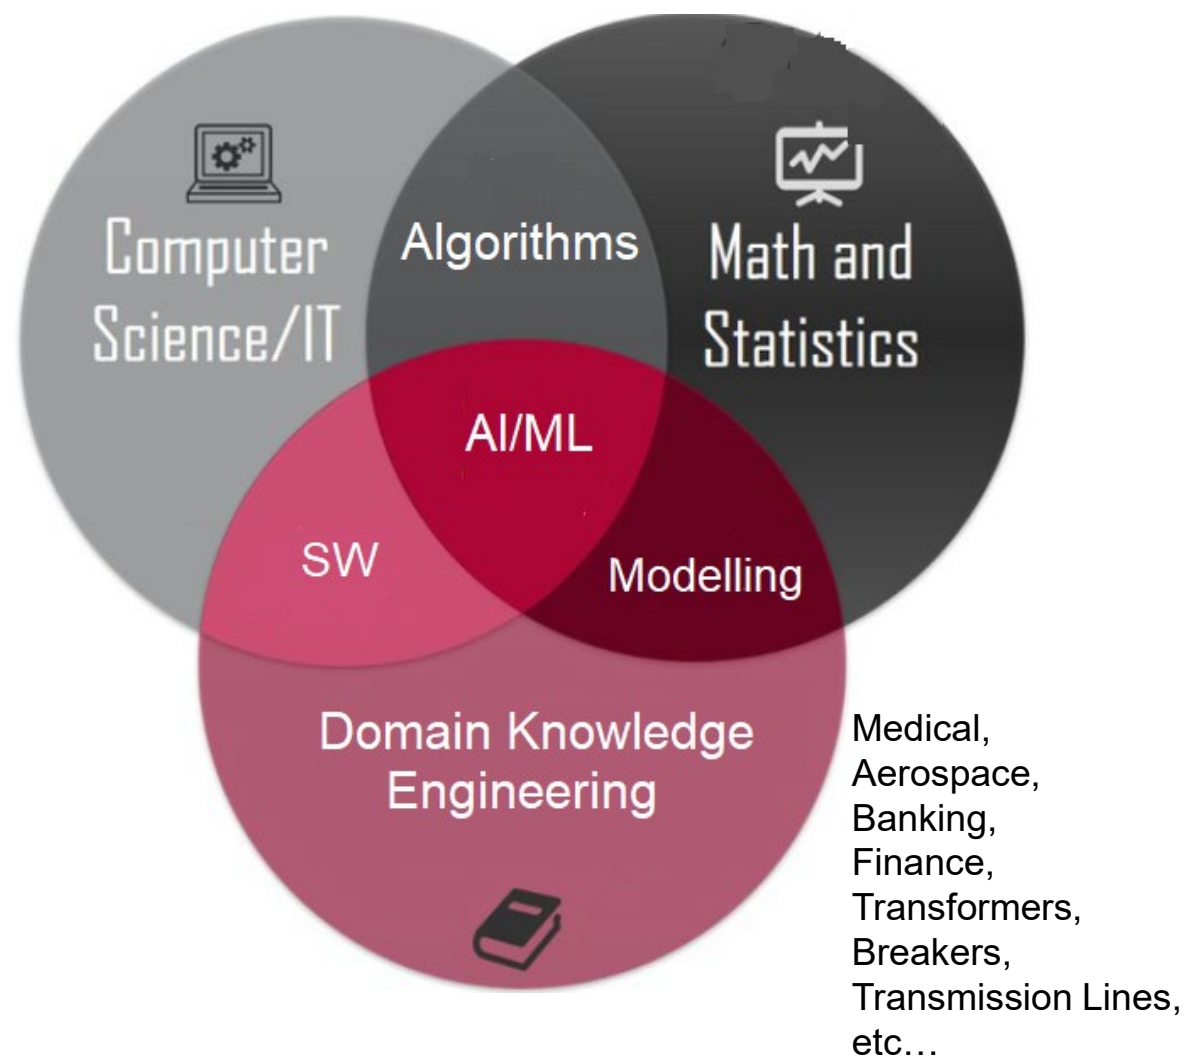 Computer
Science/IT
Algorithms
Math and
Statistics
AI/ML
SW
Modelling
Domain Knowledge
Engineering
Medical,
Aerospace,
Banking,
Finance,
Transformers,
Breakers,
Transmission Lines,
etc…